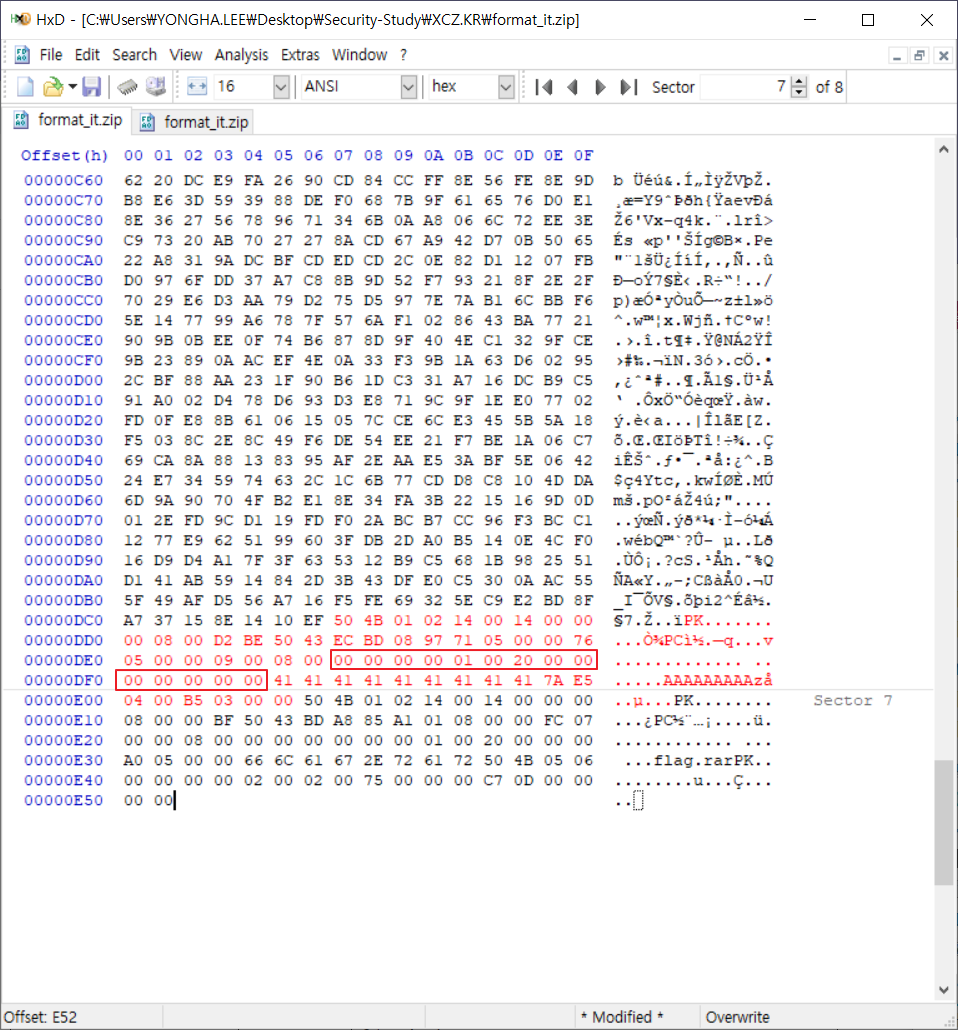 HxD - [C:₩Users₩YONGHA.LEE₩Desktop₩Security-Study₩XCZ.KR₩format_it.zip]
File Edit Search View Analysis Extras Window ?
16 ANSI hex Sector 7 of 8
format_it.zip format_it.zip
Offset(h) 00 01 02 03 04 05 06 07 08 09 0A 0B 0C 0D 0E 0F
00000C60 62 20 DC E9 FA 26 90 CD 84 CC FF 8E 56 FE 8E 9D b Üéú&.Í„ÌÿŽVþŽ.
00000C70 B8 E6 3D 59 39 88 DE F0 68 7B 9F 61 65 76 D0 E1 ¸æ=Y9ˆÞðh{ŸaevÐá
00000C80 8E 36 27 56 78 96 71 34 6B 0A A8 06 6C 72 EE 3E Ž6'Vx–q4k.¨.lrî>
00000C90 C9 73 20 AB 70 27 27 8A CD 67 A9 42 D7 0B 50 65 És «p''ŠÍg©B×.Pe
00000CA0 22 A8 31 9A DC BF CD ED CD 2C 0E 82 D1 12 07 FB "¨1šÜ¿ÍíÍ,.‚Ñ..û
00000CB0 D0 97 6F DD 37 A7 C8 8B 9D 52 F7 93 21 8F 2E 2F Ð—oÝ7§È‹.R÷“!../
00000CC0 70 29 E6 D3 AA 79 D2 75 D5 97 7E 7A B1 6C BB F6 p)æÓªyÒuÕ—~z±l»ö
00000CD0 5E 14 77 99 A6 78 7F 57 6A F1 02 86 43 BA 77 21 ^.w™¦x.Wjñ.†Cºw!
00000CE0 90 9B 0B EE 0F 74 B6 87 8D 9F 40 4E C1 32 9F CE .›.î.t¶‡.Ÿ@NÁ2ŸÎ
00000CF0 9B 23 89 0A AC EF 4E 0A 33 F3 9B 1A 63 D6 02 95 ›#‰.¬ïN.3ó›.cÖ.•
00000D00 2C BF 88 AA 23 1F 90 B6 1D C3 31 A7 16 DC B9 C5 ,¿ˆª#..¶.Ã1§.Ü¹Å
00000D10 91 A0 02 D4 78 D6 93 D3 E8 71 9C 9F 1E E0 77 02 ‘ .ÔxÖ“ÓèqœŸ.àw.
00000D20 FD 0F E8 8B 61 06 15 05 7C CE 6C E3 45 5B 5A 18 ý.è‹a...|ÎlãE[Z.
00000D30 F5 03 8C 2E 8C 49 F6 DE 54 EE 21 F7 BE 1A 06 C7 õ.Œ.ŒIöÞTî!÷¾..Ç
00000D40 69 CA 8A 88 13 83 95 AF 2E AA E5 3A BF 5E 06 42 iÊŠˆ.ƒ•¯.ªå:¿^.B
00000D50 24 E7 34 59 74 63 2C 1C 6B 77 CD D8 C8 10 4D DA $ç4Ytc,.kwÍØÈ.MÚ
00000D60 6D 9A 90 70 4F B2 E1 8E 34 FA 3B 22 15 16 9D 0D mš.pO²áŽ4ú;"....
00000D70 01 2E FD 9C D1 19 FD F0 2A BC B7 CC 96 F3 BC C1 ..ýœÑ.ýð*¼·Ì–ó¼Á
00000D80 12 77 E9 62 51 99 60 3F DB 2D A0 B5 14 0E 4C F0 .wébQ™`?Û- µ..Lð
00000D90 16 D9 D4 A1 7F 3F 63 53 12 B9 C5 68 1B 98 25 51 .ÙÔ¡.?cS.¹Åh.˜%Q
00000DA0 D1 41 AB 59 14 84 2D 3B 43 DF E0 C5 30 0A AC 55 ÑA«Y.„-;CßàÅ0.¬U
00000DB0 5F 49 AF D5 56 A7 16 F5 FE 69 32 5E C9 E2 BD 8F _I¯ÕV§.õþi2^Éâ½.
00000DC0 A7 37 15 8E 14 10 EF 50 4B 01 02 14 00 14 00 00 §7.Ž..ïPK.......
00000DD0 00 08 00 D2 BE 50 43 EC BD 08 97 71 05 00 00 76 ...Ò¾PCì½.—q...v
00000DE0 05 00 00 09 00 08 00 00 00 00 00 01 00 20 00 00 ............. ..
00000DF0 00 00 00 00 00 41 41 41 41 41 41 41 41 41 7A E5 .....AAAAAAAAAzå
00000E00 04 00 B5 03 00 00 50 4B 01 02 14 00 14 00 00 00 ..µ...PK........ Sector 7
00000E10 08 00 00 BF 50 43 BD A8 85 A1 01 08 00 00 FC 07 ...¿PC½¨…¡....ü.
00000E20 00 00 08 00 00 00 00 00 00 00 01 00 20 00 00 00 ............ ...
00000E30 A0 05 00 00 66 6C 61 67 2E 72 61 72 50 4B 05 06  ...flag.rarPK..
00000E40 00 00 00 00 02 00 02 00 75 00 00 00 C7 0D 00 00 ........u...Ç...
00000E50 00 00 ..
Offset: E52 * Modified * Overwrite